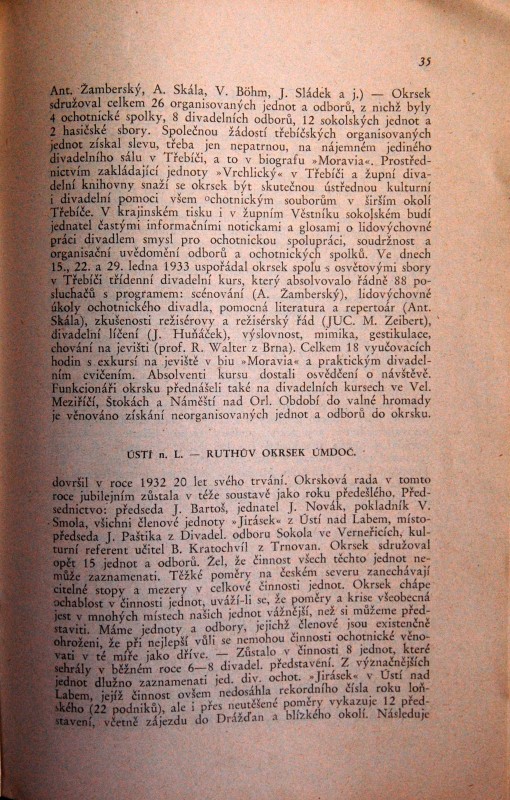 35
Ant. Žamberský, A. Skála, V. Böhm, J. Sládek a j.) — Okrsek
sdružoval celkem 26 organisovaných jednot a odborů, z nichž byly
4 ochotnické spolky, 8 divadelních odborů, 12 sokolských jednot a
2 hasičské sbory. Společnou žádostí třebíčských organisovaných
jednot získal slevu, třeba jen nepatrnou, na nájemném jediného
divadelního sálu v Třebíči, a to v biografu »Moravia«. Prostřed-
nictvím zakládající jednoty »Vrchlický« v Třebíči a župní diva-
delní knihovny snaží se okrsek být skutečnou ústřednou kulturní
i divadelní pomoci všem ochotnickým souborům v širším okolí
Třebíče. V krajinském tisku i v župním Věstníku sokolském budí
jednatel častými informačními notickami a glosami o lidovýchovné
práci divadlem smysl pro ochotnickou spolupráci, soudržnost a
organisační uvědomění odborů a ochotnických spolků. Ve dnech
15., 22. a 29. ledna 1933 uspořádal okrsek spolu s osvětovými sbory
v Třebíči třídenní divadelní kurs, který absolvovalo řádně 88 po-
sluchačů s programem: scénování (A. Žamberský), lidovýchovné
úkoly ochotnického divadla, pomocná literatura a repertoár (Ant.
Skála), zkušenosti režisérovy a režisérský řád (JUC. M. Zeibert),
divadelní líčení (J. Huňáček), výslovnost, mimika, gestikulace,
chování na jevišti (prof. R. Walter z Brna). Celkem 18 vyučovacích
hodin s exkursí na jeviště v biu »Moravia« a praktickým divadel-
ním cvičením. Absolventi kursu dostali osvědčení o návštěvě.
Funkcionáři okrsku přednášeli také na divadelních kursech ve Vel.
Meziříčí, Stokách a Náměští nad Orl. Období do valné hromady
je věnováno získání neorganisovaných jednot a odborů do okrsku.
ÚSTÍ n. L. — RUTHŮV OKRSEK ÚMDOČ.
dovršil v roce 1932 20 let svého trvání. Okrsková rada v tomto
roce jubilejním zůstala v téže soustavě jako roku předešlého. Před-
sednictvo: předseda J. Bartoš, jednatel J. Novák, pokladník V.
Smola, všichni členové jednoty »Jirásek« z Ústí nad Labem, místo-
předseda J. Paštika z Divadel. odboru Sokola ve Verneřicích, kul-
turní referent učitel B. Kratochvíl z Trnovan. Okrsek sdružoval
opět 15 jednot a odborů. Žel, že činnost všech těchto jednot ne-
může zaznamenati. Těžké poměry na českém severu zanechávají
citelné stopy a mezery v celkové činnosti jednot. Okrsek chápe
ochablost v činnosti jednot, uváží-li se, že poměry a krise všeobecná
jest v mnohých místech našich jednot vážnější, než si můžeme před-
staviti. Máme jednoty a odbory, jejichž členové jsou existenčně
ohroženi, že při nejlepší vůli se nemohou činnosti ochotnické věno-
vati v té míře jako dříve. — Zůstalo v činnosti 8 jednot, které
sehrály v běžném roce 6—8 divadel. představení. Z význačnějších
jednot dlužno zaznamenati jed. div. ochot. »Jirásek« v Ústí nad
Labem, jejíž činnost ovšem nedosáhla rekordního čísla roku loň-
ského (22 podniků), ale i přes neutěšené poměry vykazuje 12 před-
stavení, včetně zájezdu do Drážďan a blízkého okolí. Následuje